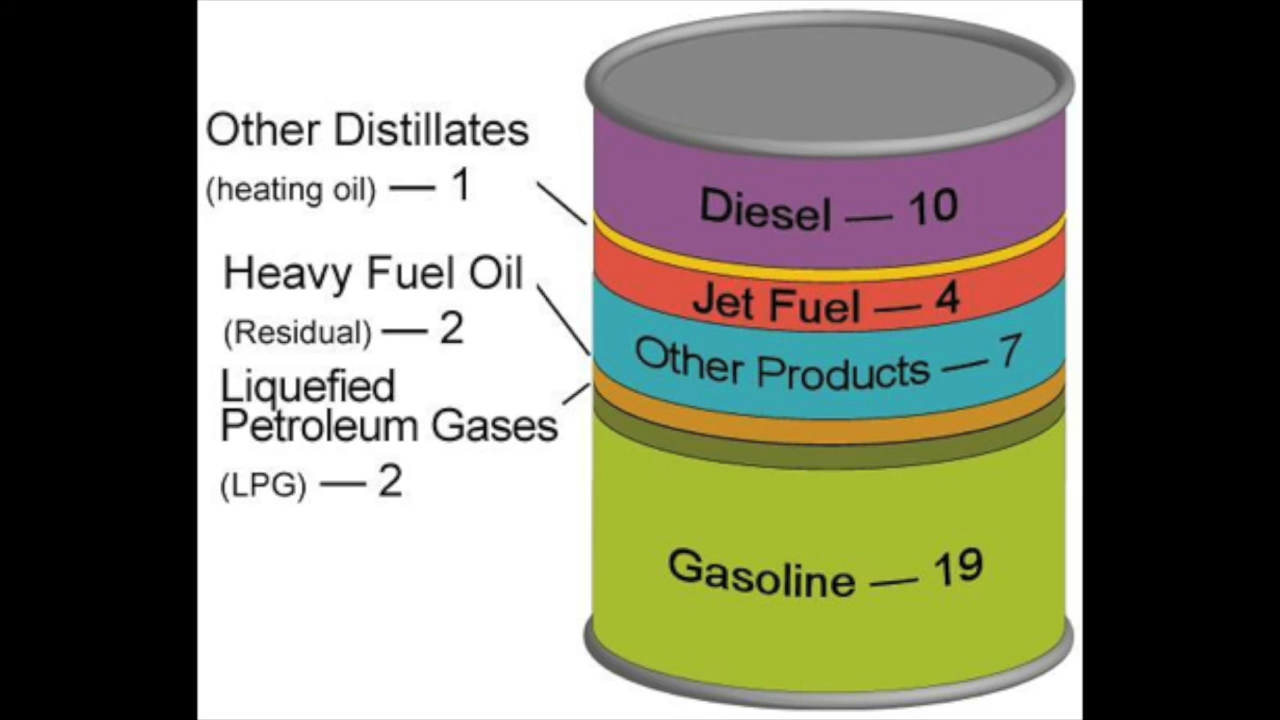 Other Distillates
(heating oil) — 1
Heavy Fuel Oil
(Residual) — 2
Liquefied
Petroleum Gases
(LPG) — 2
Diesel — 10
Jet Fuel — 4
Other Products — 7
Gasoline — 19